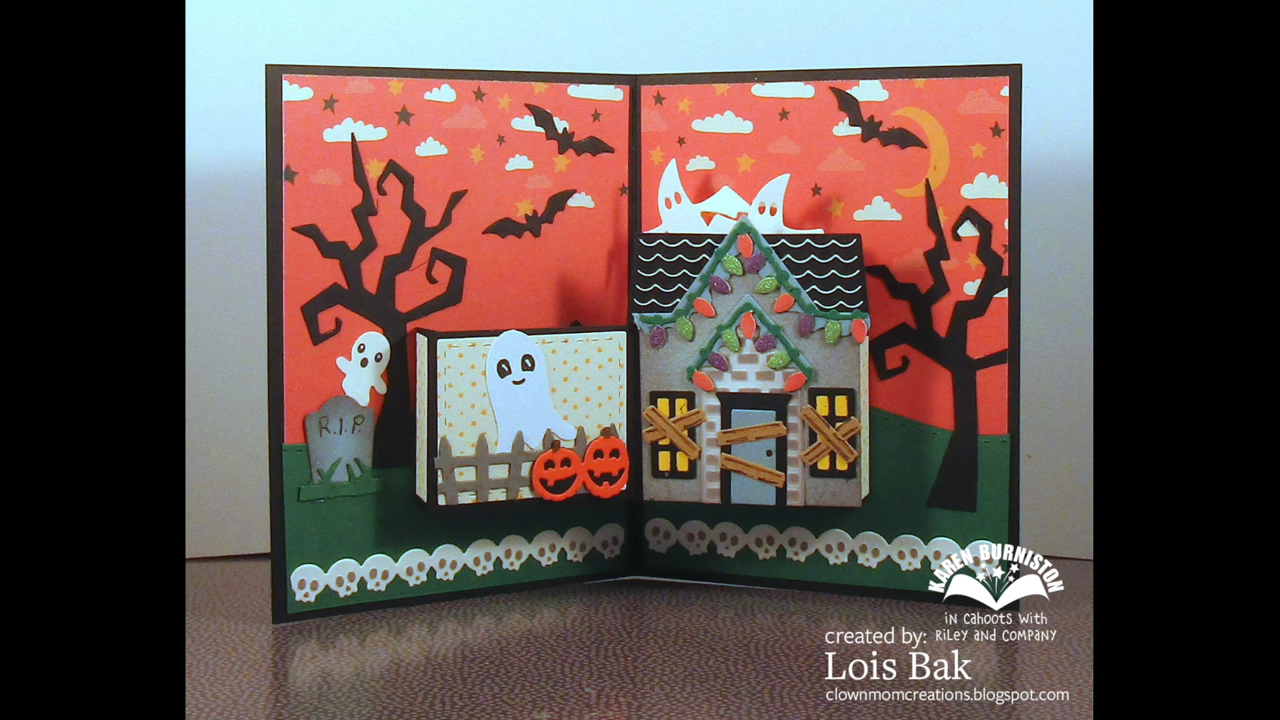 R.I.P.
KAREN BURNISTON
in cahoots with
RiLEY AND COMPANY
created by:
Lois Bak
clownmomcreations.blogspot.com